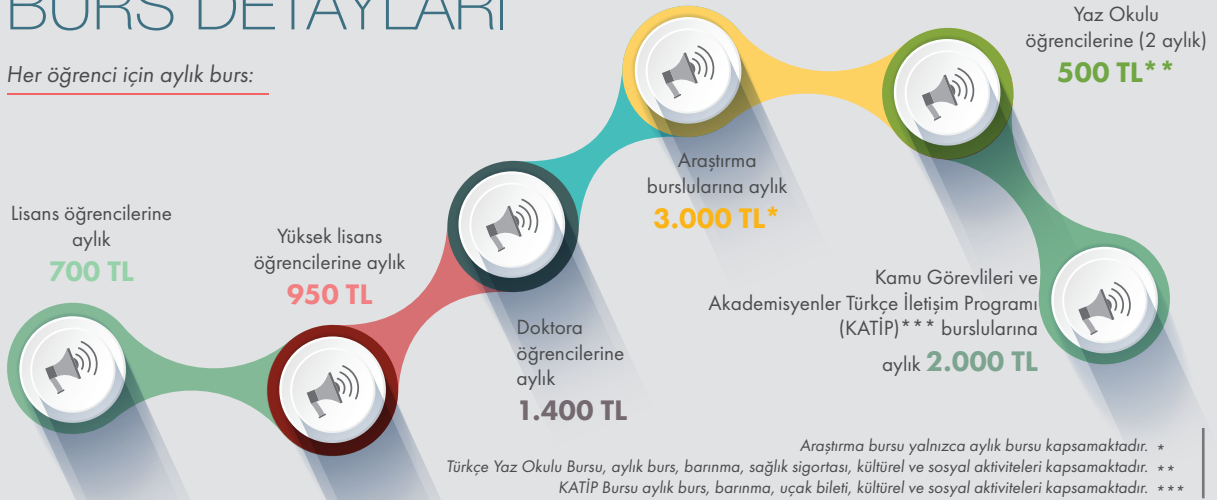 BURS DETAYLARI
Her öğrenci için aylık burs:
Lisans öğrencilerine
aylık
700 TL
Yüksek lisans
öğrencilerine aylık
950 TL
Doktora
öğrencilerine
aylık
1.400 TL
Araştırma
burslularına aylık
3.000 TL*
Yaz Okulu
öğrencilerine (2 aylık)
500 TL**
Kamu Görevlileri ve
Akademisyenler Türkçe İletişim Programı
(KATİP)*** burslularına
aylık 2.000 TL
Araştırma bursu yalnızca aylık bursu kapsamaktadır. *
Türkçe Yaz Okulu Bursu, aylık burs, barınma, sağlık sigortası, kültürel ve sosyal aktiviteleri kapsamaktadır. **
KATİP Bursu aylık burs, barınma, uçak bileti, kültürel ve sosyal aktiviteleri kapsamaktadır. ***